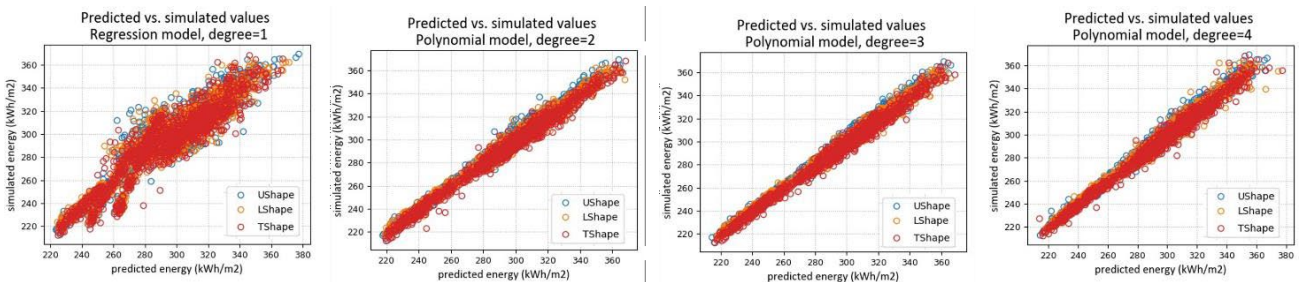 Predicted vs. simulated values
Regression model, degree=1
simulated energy (kWh/m2)
360
340
320
300
280
260
240
220
UShape
LShape
TShape
220 240 260 280 300 320 340 360 380
predicted energy (kWh/m2)
Predicted vs. simulated values
Polynomial model, degree=2
simulated energy (kWh/m2)
360
340
320
300
280
260
240
220
UShape
LShape
TShape
220 240 260 280 300 320 340 360
predicted energy (kWh/m2)
Predicted vs. simulated values
Polynomial model, degree=3
simulated energy (kWh/m2)
360
340
320
300
280
260
240
220
UShape
LShape
TShape
220 240 260 280 300 320 340 360
predicted energy (kWh/m2)
Predicted vs. simulated values
Polynomial model, degree=4
simulated energy (kWh/m2)
360
340
320
300
280
260
240
220
UShape
LShape
TShape
220 240 260 280 300 320 340 360 380
predicted energy (kWh/m2)